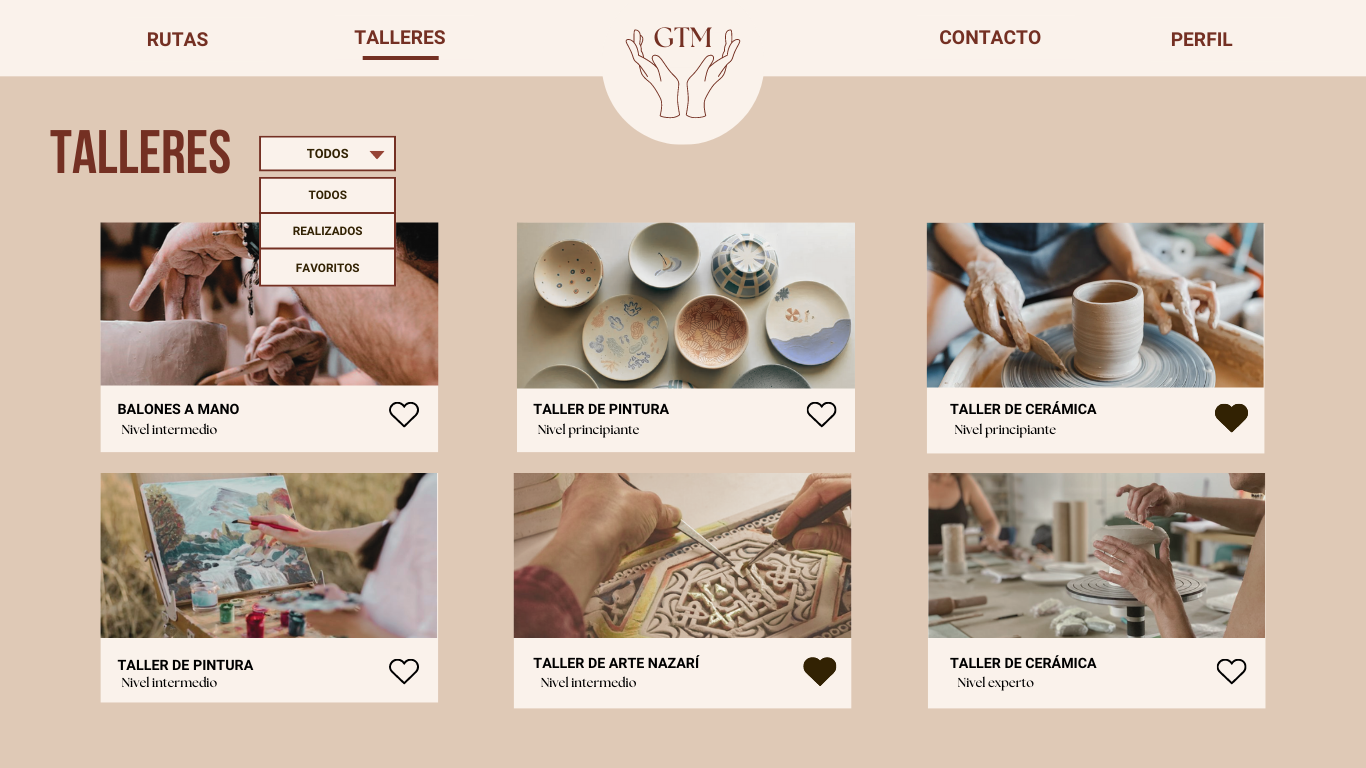 RUTAS
TALLERES
GTM
CONTACTO
PERFIL
TALLERES
TODOS
TODOS
REALIZADOS
FAVORITOS
BALONES A MANO
Nivel intermedio
TALLER DE PINTURA
Nivel principiante
TALLER DE CERÁMICA
Nivel principiante
TALLER DE PINTURA
Nivel intermedio
TALLER DE ARTE NAZARÍ
Nivel intermedio
TALLER DE CERÁMICA
Nivel experto